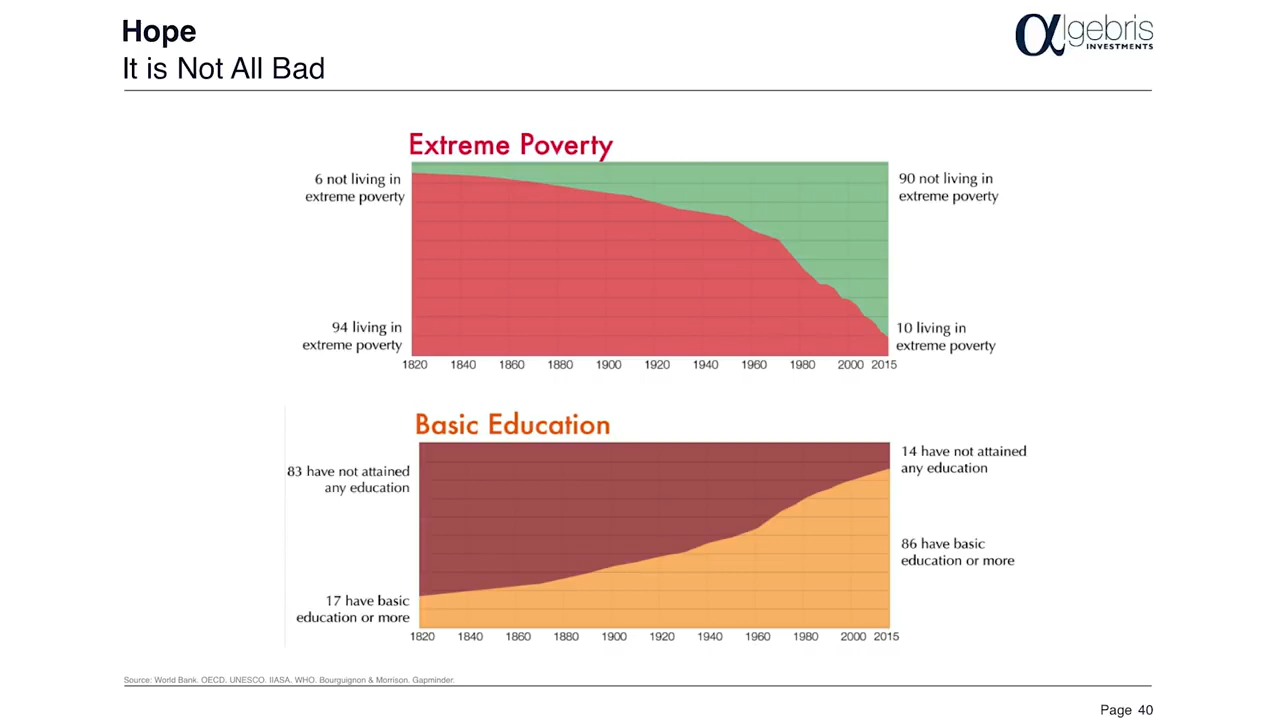 Hope
It is Not All Bad
αlgebris
INVESTMENTS
Extreme Poverty
6 not living in
extreme poverty
94 living in
extreme poverty
90 not living in
extreme poverty
10 living in
extreme poverty
1820 1840 1860 1880 1900 1920 1940 1960 1980 2000 2015
Basic Education
83 have not attained
any education
17 have basic
education or more
14 have not attained
any education
86 have basic
education or more
1820 1840 1860 1880 1900 1920 1940 1960 1980 2000 2015
Source: World Bank. OECD. UNESCO. IIASA. WHO. Bourguignon & Morrison. Gapminder.
Page 40